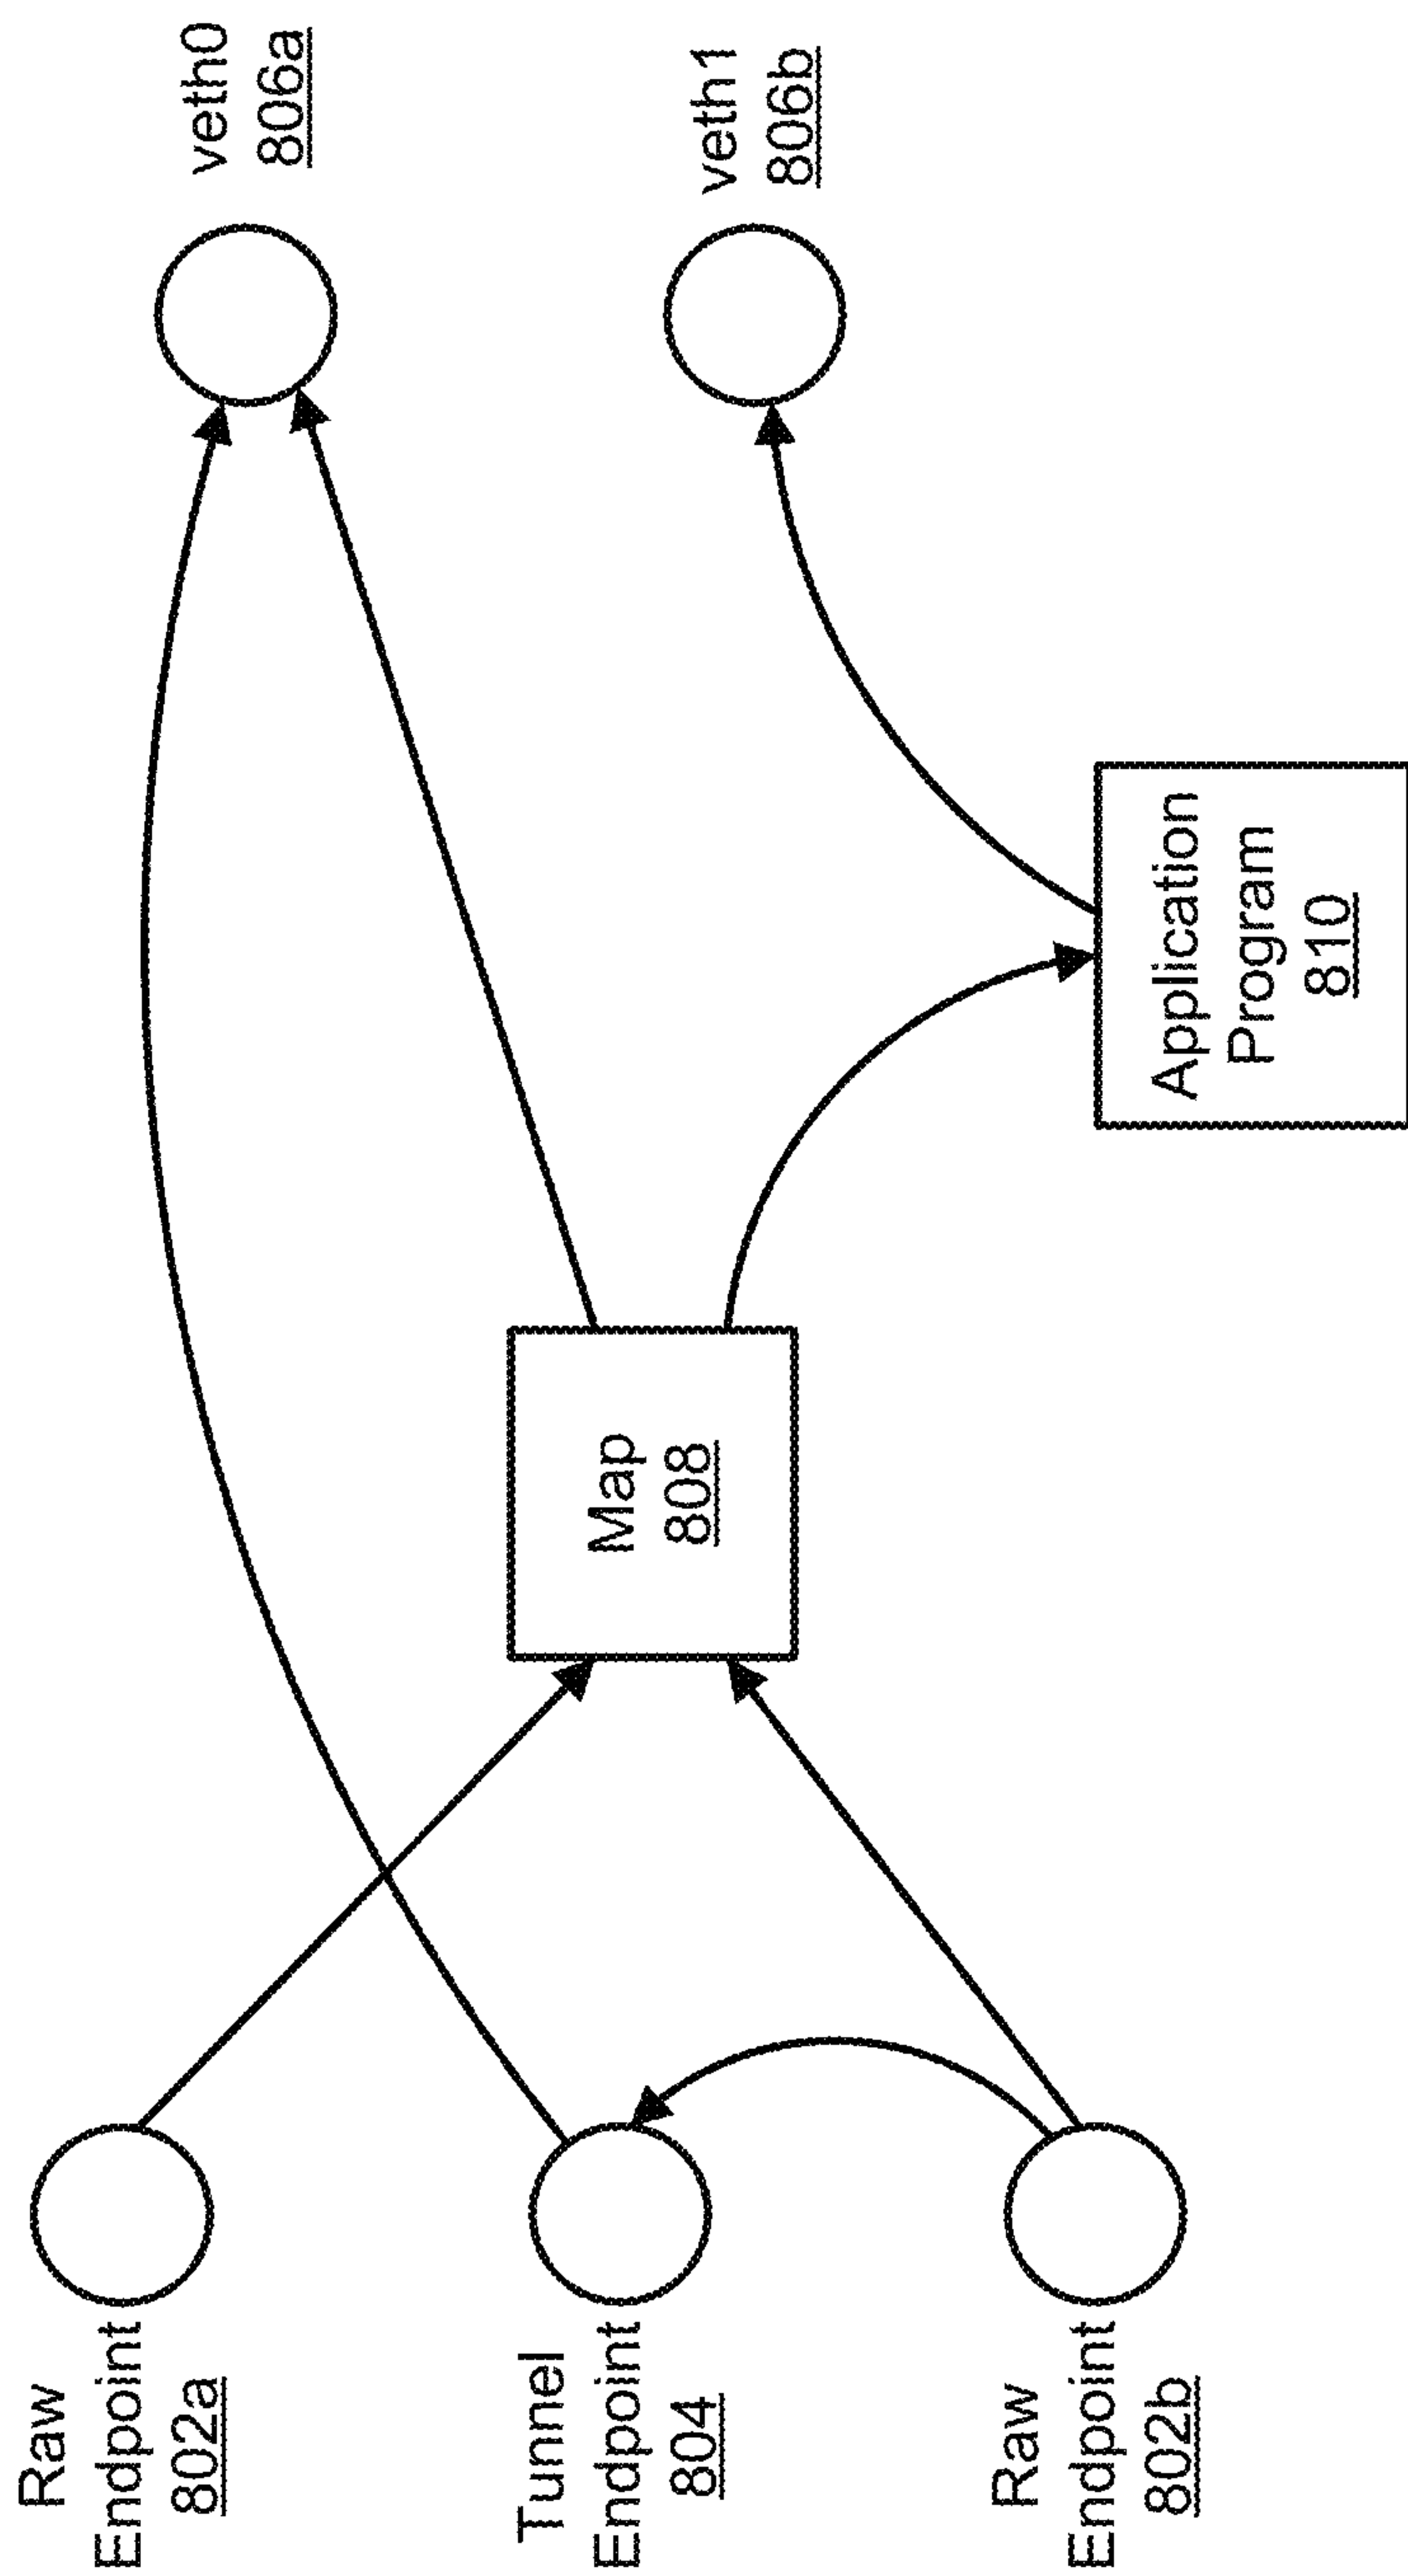 Raw
Endpoint
802a
Tunnel
Endpoint
804
Raw
Endpoint
802b
Map
808
Application
Program
810
veth0
806a
veth1
806b